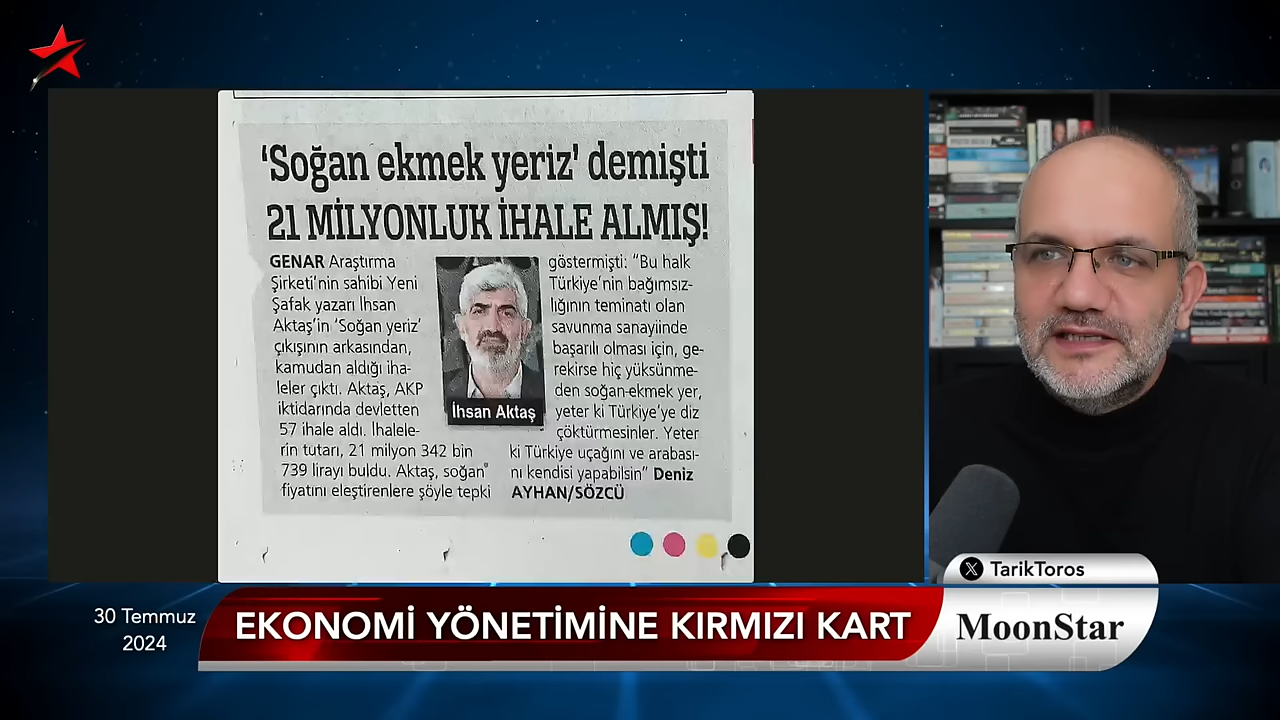 ‘Soğan ekmek yeriz’ demişti
21 MİLYONLUK İHALE ALMIŞ!
GENAR Araştırma
Şirketi’nin sahibi Yeni
Şafak yazarı İhsan
Aktaş’in ‘Soğan yeriz’
çıkışının arkasından,
kamudan aldığı iha-
leler çıktı. Aktaş, AKP
iktidarında devletten
57 ihale aldı. İhalele-
rin tutarı, 21 milyon 342 bin
739 lirayı buldu. Aktaş, soğan
fiyatını eleştirenlere şöyle tepki
İhsan Aktaş
göstermişti: “Bu halk
Türkiye’nin bağımsız-
lığının teminatı olan
savunma sanayiinde
başarılı olması için, ge-
rekirse hiç yüksünme-
den soğan-ekmek yer,
yeter ki Türkiye’ye diz
çöktürmesinler. Yeter
ki Türkiye uçağını ve arabası-
nı kendisi yapabilsin” Deniz
AYHAN/SÖZCÜ
X TarikToros
30 Temmuz
2024
EKONOMİ YÖNETİMİNE KIRMIZI KART
MoonStar